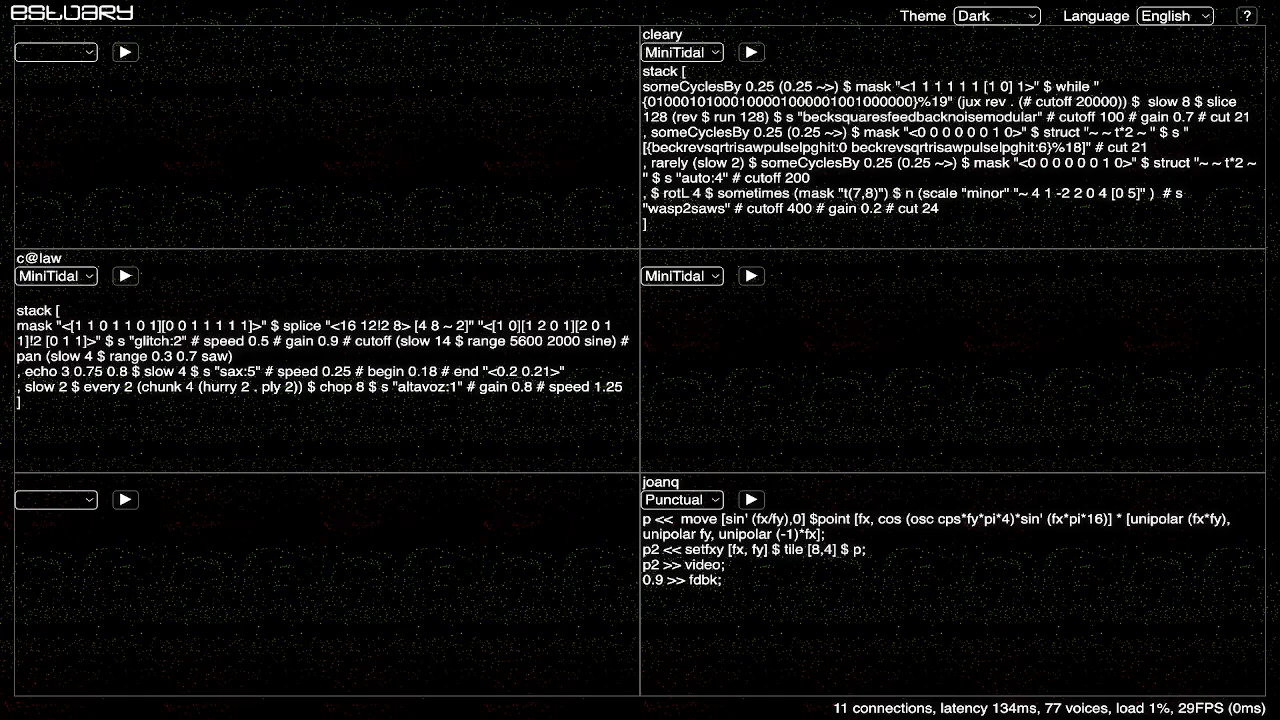 estuary
Theme Dark Language English ?
cleary
MiniTidal
stack [
someCyclesBy 0.25 (0.25 ~>) $ mask "<1 1 1 1 1 1 [1 0] 1>" $ while "
{01000101000100001000001001000000}%19" (jux rev . (# cutoff 20000)) $  slow 8 $ slice
128 (rev $ run 128) $ s "becksquaresfeedbacknoisemodular" # cutoff 100 # gain 0.7 # cut 21
, someCyclesBy 0.25 (0.25 ~>) $ mask "<0 0 0 0 0 0 1 0>" $ struct "~ ~ t*2 ~ " $ s "
[{beckrevsqrtrisawpulselpghit:0 beckrevsqrtrisawpulselpghit:6}%18]" # cut 21
, rarely (slow 2) $ someCyclesBy 0.25 (0.25 ~>) $ mask "<0 0 0 0 0 0 1 0>" $ struct "~ ~ t*2 ~
" $ s "auto:4" # cutoff 200
, $ rotL 4 $ sometimes (mask "t(7,8)") $ n (scale "minor" "~ 4 1 -2 2 0 4 [0 5]" )  # s
"wasp2saws" # cutoff 400 # gain 0.2 # cut 24
]
c@law
MiniTidal
stack [
mask "<[1 1 0 1 1 0 1][0 0 1 1 1 1 1]>" $ splice "<16 12!2 8> [4 8 ~ 2]" "<[1 0][1 2 0 1][2 0 1
1]!2 [0 1 1]>" $ s "glitch:2" # speed 0.5 # gain 0.9 # cutoff (slow 14 $ range 5600 2000 sine) #
pan (slow 4 $ range 0.3 0.7 saw)
, echo 3 0.75 0.8 $ slow 4 $ s "sax:5" # speed 0.25 # begin 0.18 # end "<0.2 0.21>"
, slow 2 $ every 2 (chunk 4 (hurry 2 . ply 2)) $ chop 8 $ s "altavoz:1" # gain 0.8 # speed 1.25
]
MiniTidal
joanq
Punctual
p <<  move [sin' (fx/fy),0] $point [fx, cos (osc cps*fy*pi*4)*sin' (fx*pi*16)] * [unipolar (fx*fy),
unipolar fy, unipolar (-1)*fx];
p2 << setfxy [fx, fy] $ tile [8,4] $ p;
p2 >> video;
0.9 >> fdbk;
11 connections, latency 134ms, 77 voices, load 1%, 29FPS (0ms)